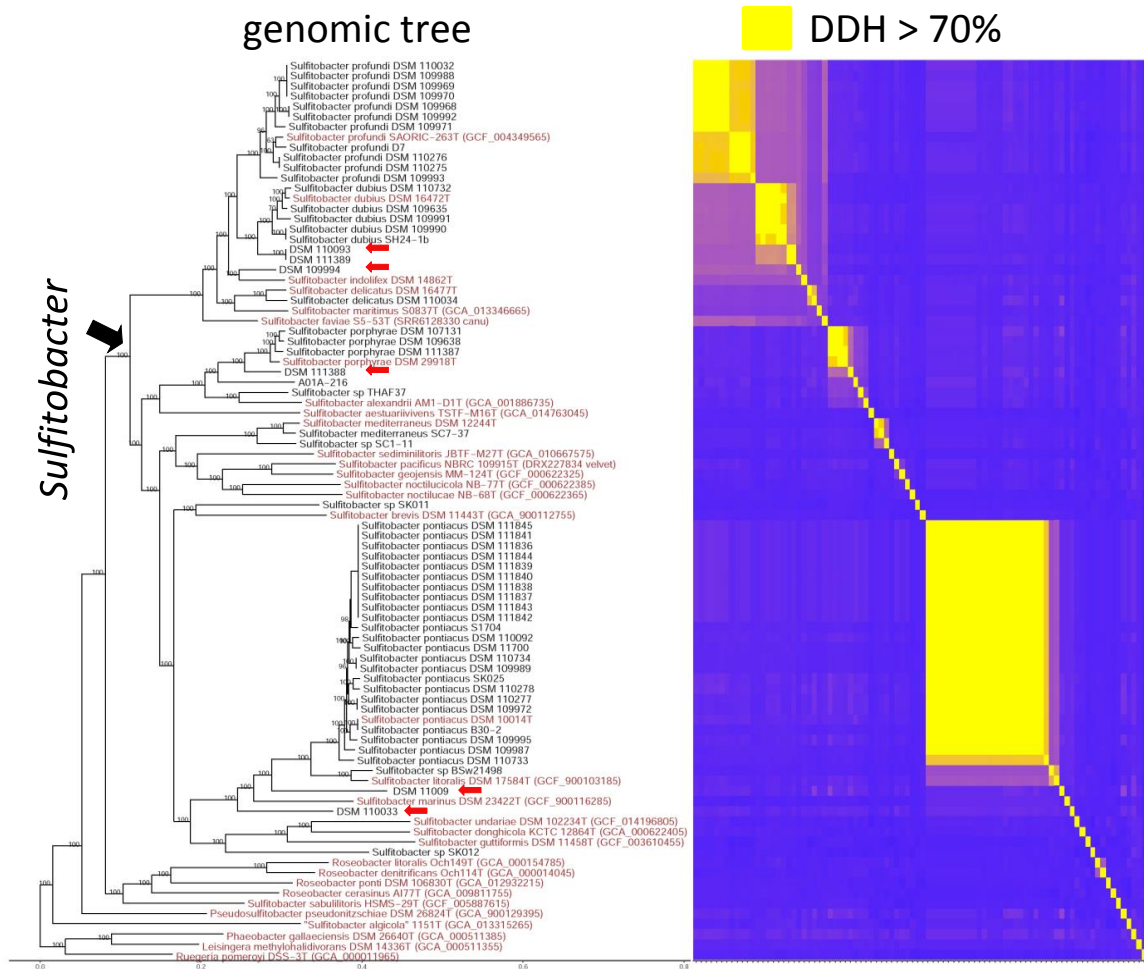 genomic tree
DDH > 70%
Sulfitobacter
Sulfitobacter profundi DSM 110032
Sulfitobacter profundi DSM 109988
Sulfitobacter profundi DSM 109969
Sulfitobacter profundi DSM 109970
Sulfitobacter profundi DSM 109968
Sulfitobacter profundi DSM 109992
Sulfitobacter profundi DSM 109971
Sulfitobacter profundi SAORIC-263T (GCF_004349565)
Sulfitobacter profundi D7
Sulfitobacter profundi DSM 110276
Sulfitobacter profundi DSM 110275
Sulfitobacter profundi DSM 109993
Sulfitobacter dubius DSM 110732
Sulfitobacter dubius DSM 16472T
Sulfitobacter dubius DSM 109635
Sulfitobacter dubius DSM 109991
Sulfitobacter dubius DSM 109990
Sulfitobacter dubius SH24-1b
DSM 110093
DSM 111389
DSM 109994
Sulfitobacter indolifex DSM 14862T
Sulfitobacter delicatus DSM 16477T
Sulfitobacter delicatus DSM 110034
Sulfitobacter maritimus S0837T (GCA_013346665)
Sulfitobacter faviae S5-53T (SRR6128330 canu)
Sulfitobacter porphyrae DSM 107131
Sulfitobacter porphyrae DSM 109638
Sulfitobacter porphyrae DSM 111387
Sulfitobacter porphyrae DSM 29918T
DSM 111388
A01A-216
Sulfitobacter sp THAF37
Sulfitobacter alexandrii AM1-D1T (GCA_001886735)
Sulfitobacter aestuariivivens TSTF-M16T (GCA_014763045)
Sulfitobacter mediterraneus DSM 12244T
Sulfitobacter mediterraneus SC7-37
Sulfitobacter sp SC1-11
Sulfitobacter sediminilitoris JBTF-M27T (GCA_010667575)
Sulfitobacter pacificus NBRC 109915T (DRX227834 velvet)
Sulfitobacter geojensis MM-124T (GCF_000622325)
Sulfitobacter noctilucicola NB-77T (GCF_000622385)
Sulfitobacter noctilucae NB-68T (GCF_000622365)
Sulfitobacter sp SK011
Sulfitobacter brevis DSM 11443T (GCA_900112755)
Sulfitobacter pontiacus DSM 111845
Sulfitobacter pontiacus DSM 111841
Sulfitobacter pontiacus DSM 111836
Sulfitobacter pontiacus DSM 111844
Sulfitobacter pontiacus DSM 111839
Sulfitobacter pontiacus DSM 111840
Sulfitobacter pontiacus DSM 111838
Sulfitobacter pontiacus DSM 111837
Sulfitobacter pontiacus DSM 111843
Sulfitobacter pontiacus DSM 111842
Sulfitobacter pontiacus S1704
Sulfitobacter pontiacus DSM 110092
Sulfitobacter pontiacus DSM 11700
Sulfitobacter pontiacus DSM 110734
Sulfitobacter pontiacus DSM 109989
Sulfitobacter pontiacus SK025
Sulfitobacter pontiacus DSM 110278
Sulfitobacter pontiacus DSM 110277
Sulfitobacter pontiacus DSM 109972
Sulfitobacter pontiacus DSM 10014T
Sulfitobacter pontiacus B30-2
Sulfitobacter pontiacus DSM 109995
Sulfitobacter pontiacus DSM 109987
Sulfitobacter pontiacus DSM 110733
Sulfitobacter sp BSw21498
Sulfitobacter litoralis DSM 17584T (GCF_900103185)
DSM 11009
Sulfitobacter marinus DSM 23422T (GCF_900116285)
DSM 110033
Sulfitobacter undariae DSM 102234T (GCF_014196805)
Sulfitobacter donghicola KCTC 12864T (GCA_000622405)
Sulfitobacter guttiformis DSM 11458T (GCF_003610455)
Sulfitobacter sp SK012
Roseobacter litoralis Och149T (GCA_000154785)
Roseobacter denitrificans Och114T (GCA_000014045)
Roseobacter ponti DSM 106830T (GCA_012932215)
Roseobacter cerasinus AI77T (GCA_009811755)
Sulfitobacter sabulilitoris HSMS-29T (GCF_005887615)
Pseudosulfitobacter pseudonitzschiae DSM 26824T (GCA_900129395)
"Sulfitobacter algicola" 1151T (GCA_013315265)
Phaeobacter gallaeciensis DSM 26640T (GCA_000511385)
Leisingera methylohalidivorans DSM 14336T (GCA_000511355)
Ruegeria pomeroyi DSS-3T (GCA_000011965)
0.0 0.2 0.4 0.6 0.8